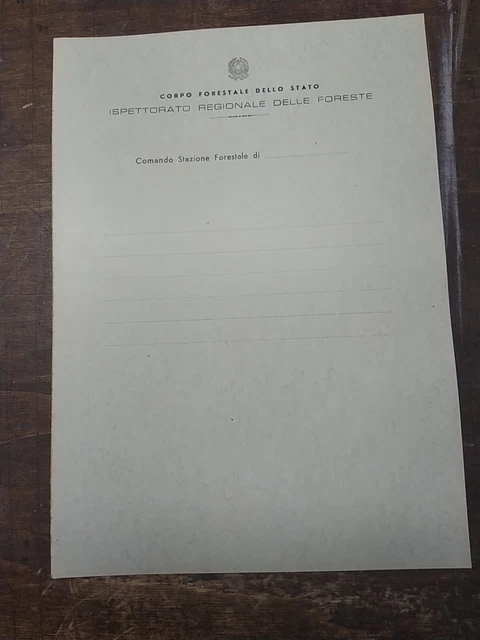 CORPO FORESTALE DELLO STATO
ISPETTORATO REGIONALE DELLE FORESTE
Comando Stazione Forestale di